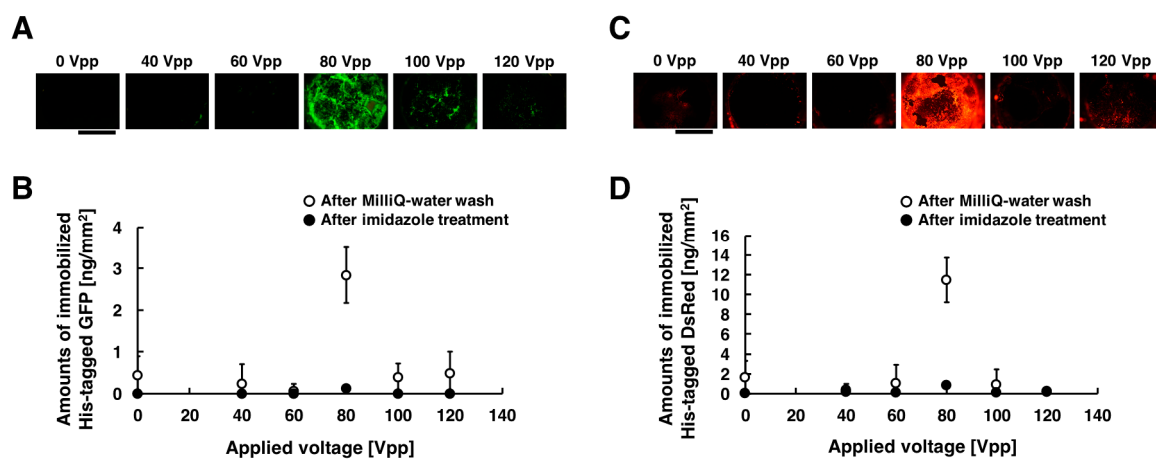 A
0 Vpp 40 Vpp 60 Vpp 80 Vpp 100 Vpp 120 Vpp
B
After MilliQ-water wash
After imidazole treatment
Amounts of immobilized
His-tagged GFP [ng/mm²]
4
3
2
1
0
0 20 40 60 80 100 120 140
Applied voltage [Vpp]
C
0 Vpp 40 Vpp 60 Vpp 80 Vpp 100 Vpp 120 Vpp
D
After MilliQ-water wash
After imidazole treatment
Amounts of immobilized
His-tagged DsRed [ng/mm²]
16
14
12
10
8
6
4
2
0
0 20 40 60 80 100 120 140
Applied voltage [Vpp]